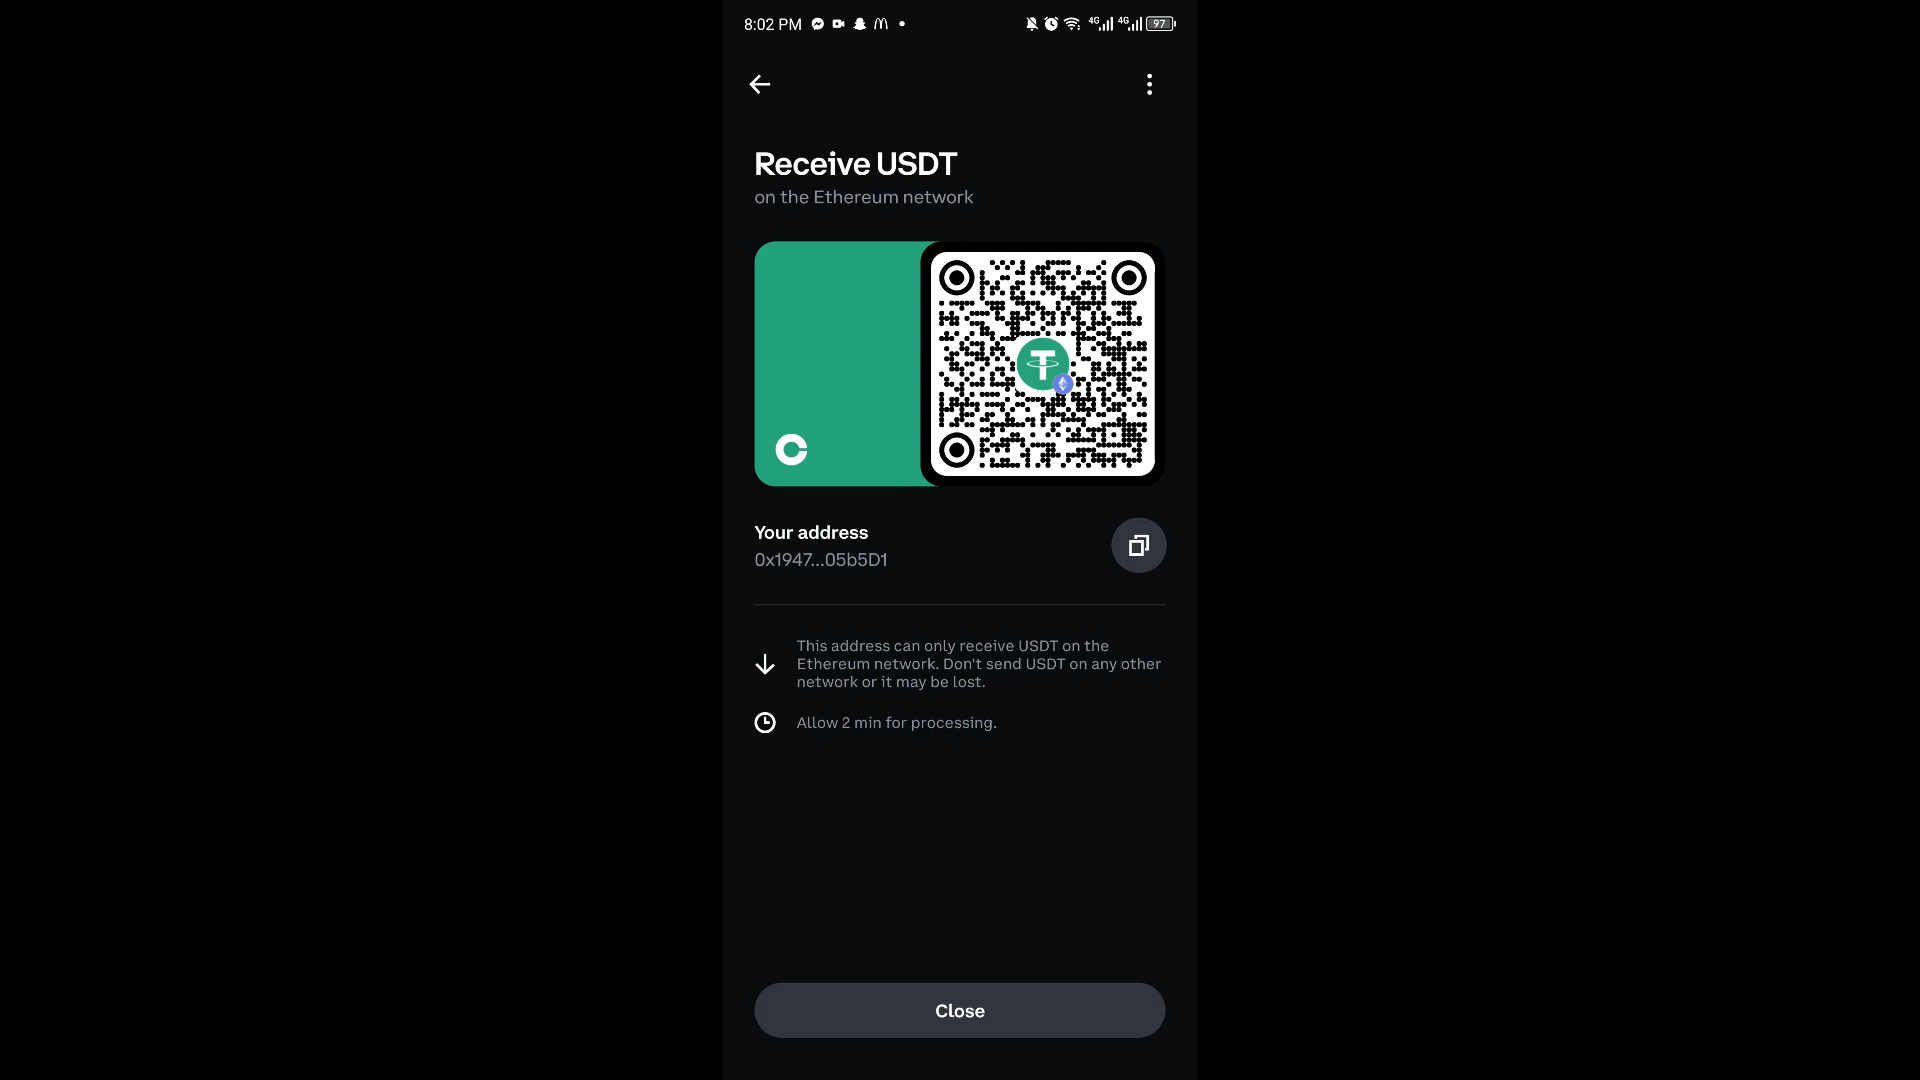 8:02 PM
4G 4G 97
Receive USDT
on the Ethereum network
Your address
0x1947...05b5D1
This address can only receive USDT on the
Ethereum network. Don't send USDT on any other
network or it may be lost.
Allow 2 min for processing.
Close